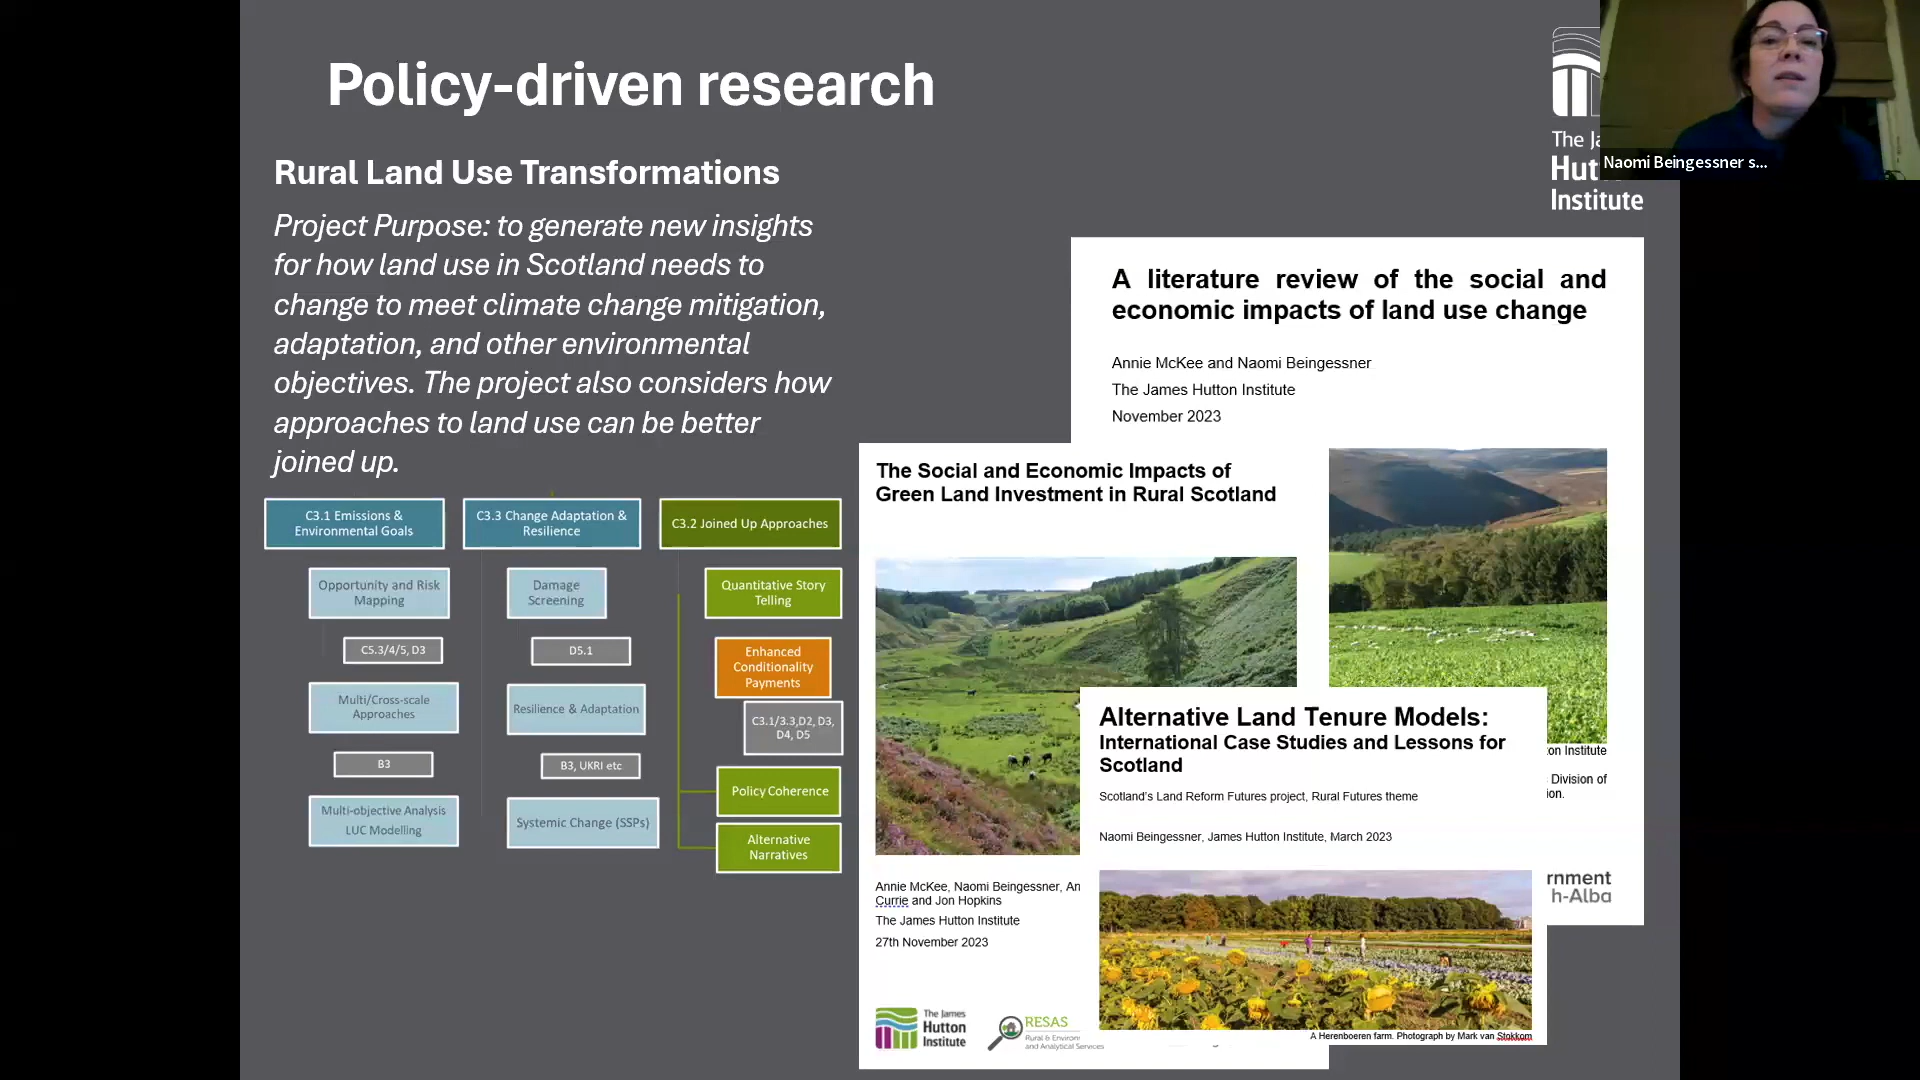 Policy-driven research
Rural Land Use Transformations
Project Purpose: to generate new insights
for how land use in Scotland needs to
change to meet climate change mitigation,
adaptation, and other environmental
objectives. The project also considers how
approaches to land use can be better
joined up.
C3.1 Emissions &
Environmental Goals
Opportunity and Risk
Mapping
C5.3/4/5, D3
Multi/Cross-scale
Approaches
B3
Multi-objective Analysis
LUC Modelling
C3.3 Change Adaptation &
Resilience
Damage
Screening
D5.1
Resilience & Adaptation
B3, UKRI etc
Systemic Change (SSPs)
C3.2 Joined Up Approaches
Quantitative Story
Telling
Enhanced
Conditionality
Payments
C3.1/3.3,D2, D3,
D4, D5
Policy Coherence
Alternative
Narratives
The Ja
Hut
Institute
Naomi Beingessner s...
A literature review of the social and
economic impacts of land use change
Annie McKee and Naomi Beingessner
The James Hutton Institute
November 2023
ton Institute
Division of
ion.
rnment
h-Alba
The Social and Economic Impacts of
Green Land Investment in Rural Scotland
Annie McKee, Naomi Beingessner, An
Currie and Jon Hopkins
The James Hutton Institute
27th November 2023
The James
Hutton
Institute
RESAS
Rural & Environ
and Analytical Services
Alternative Land Tenure Models:
International Case Studies and Lessons for
Scotland
Scotland's Land Reform Futures project, Rural Futures theme
Naomi Beingessner, James Hutton Institute, March 2023
A Herenboeren farm. Photograph by Mark van Stokkom